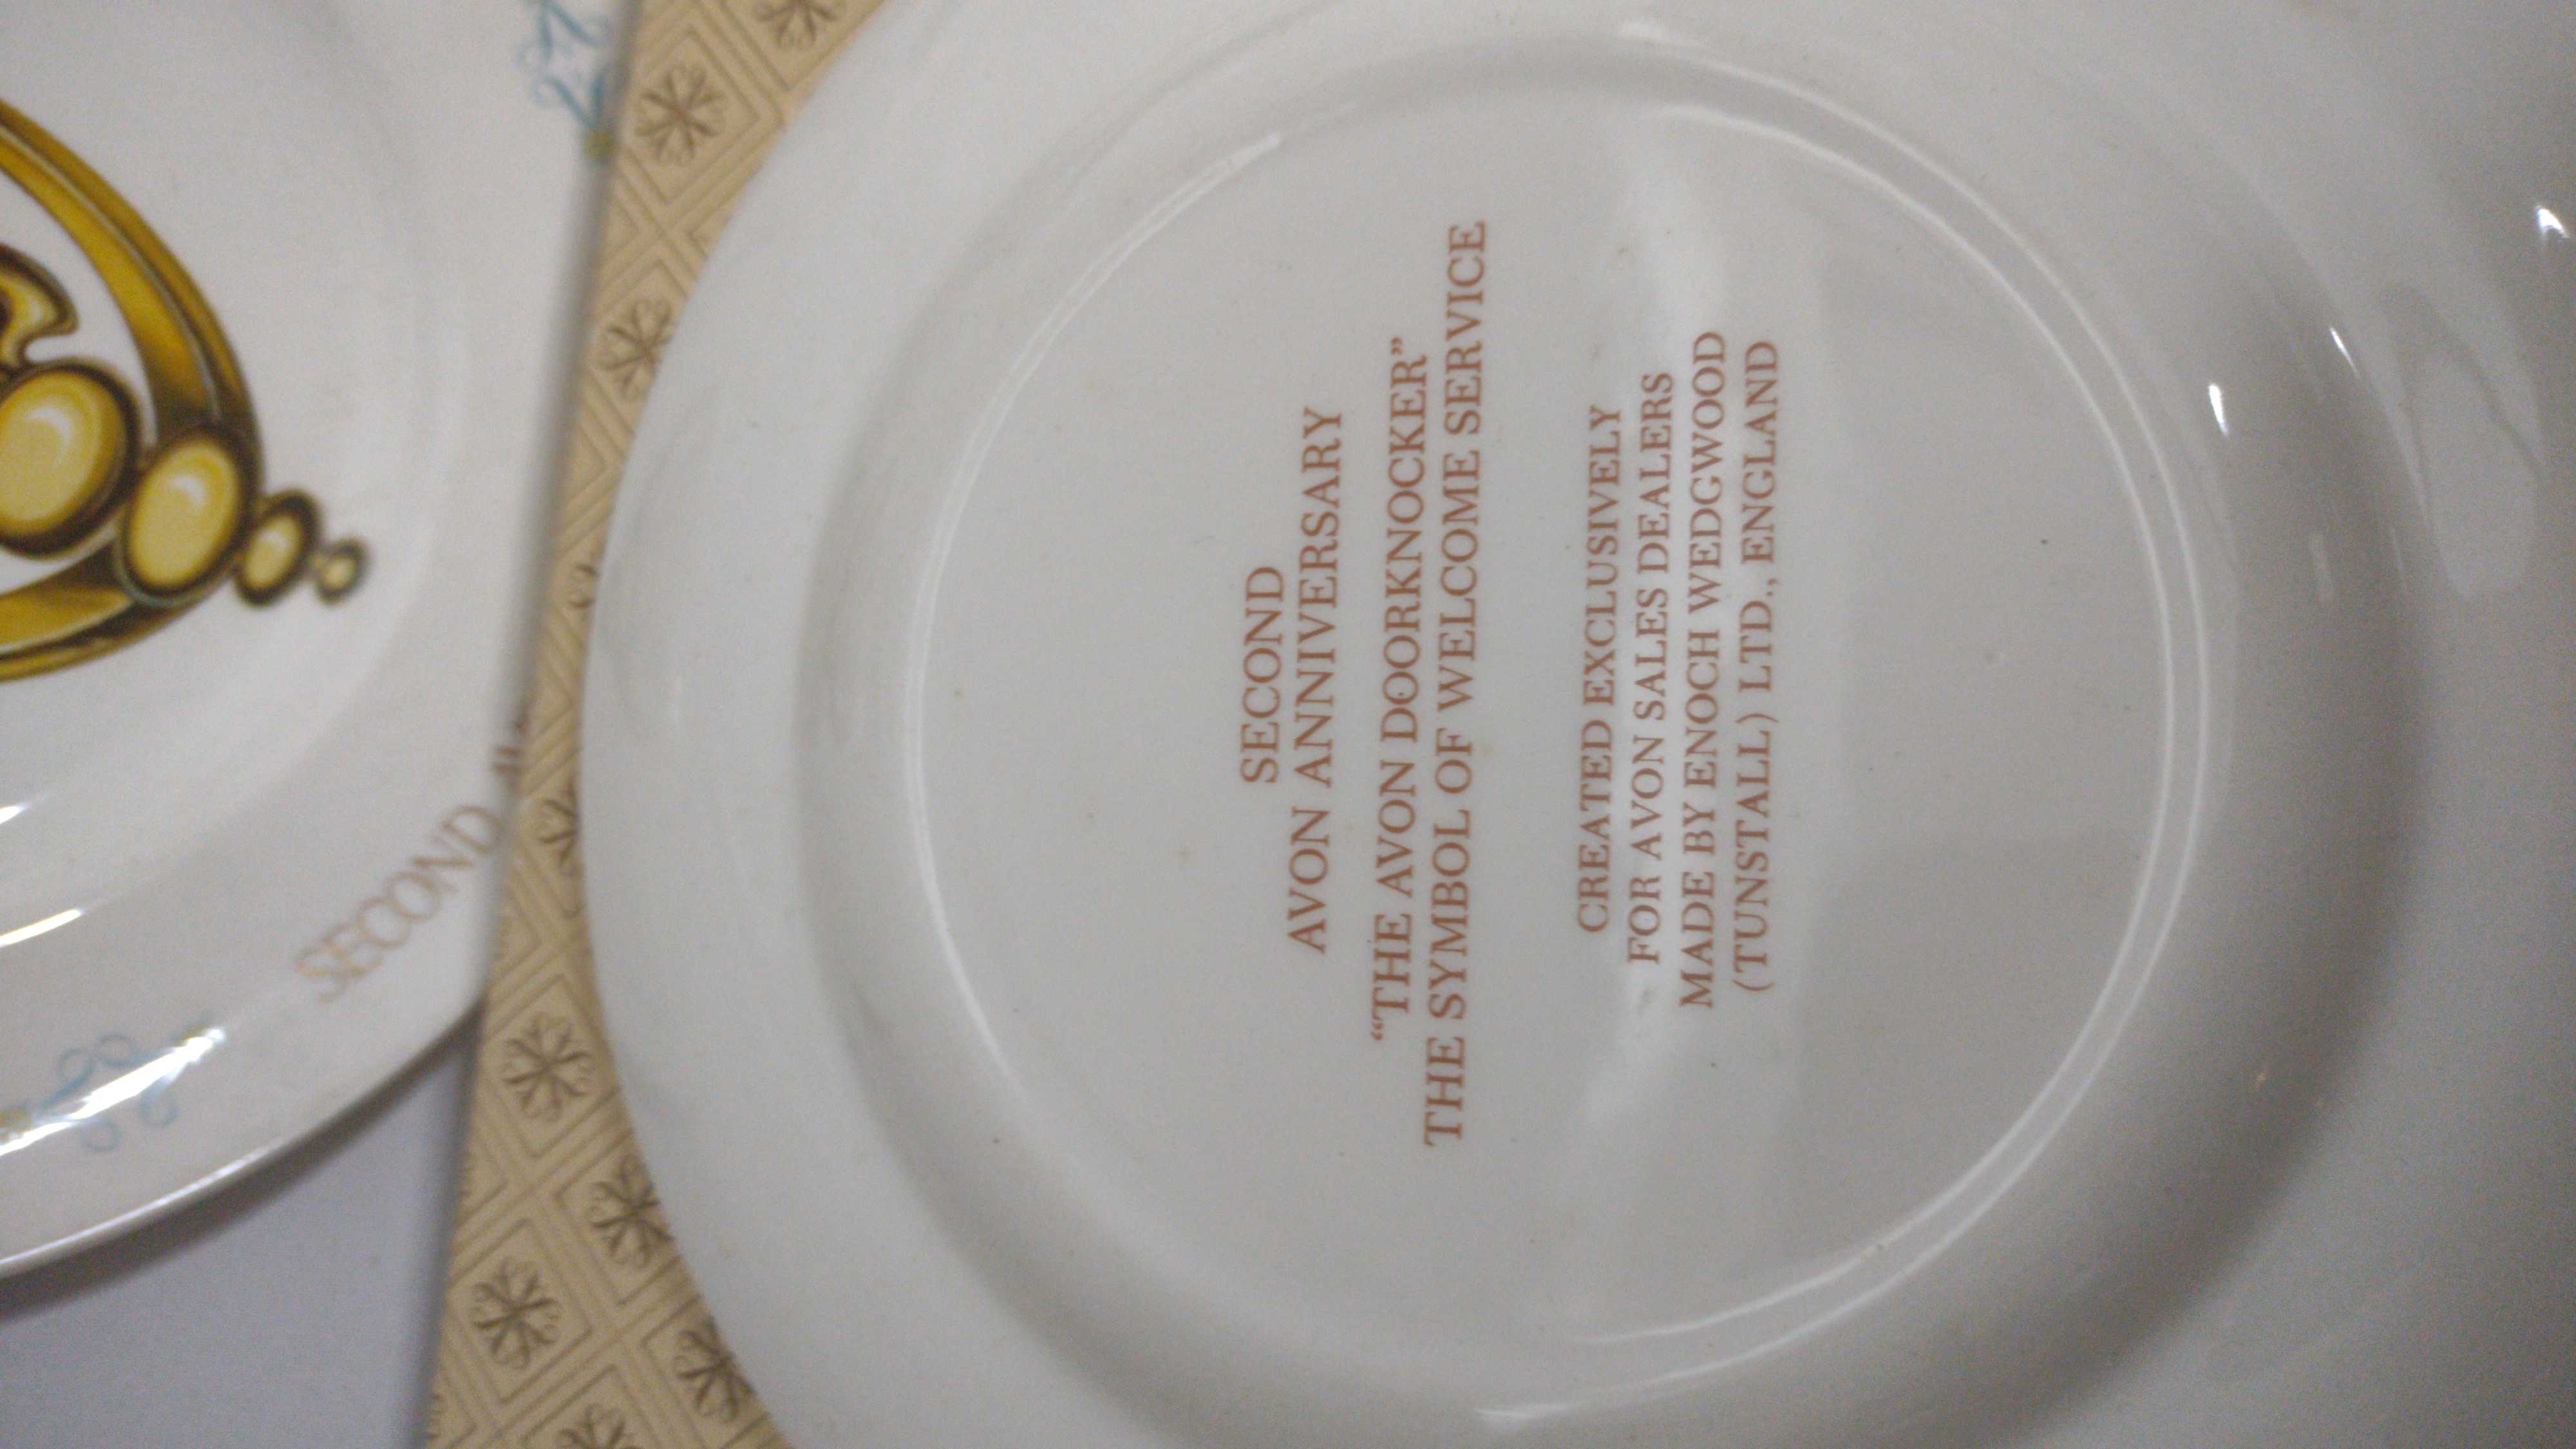 SECOND
AVON ANNIVERSARY
“THE AVON DOORKNOCKER”
THE SYMBOL OF WELCOME SERVICE
CREATED EXCLUSIVELY
FOR AVON SALES DEALERS
MADE BY ENOCH WEDGWOOD
(TUNSTALL) LTD., ENGLAND
SECOND